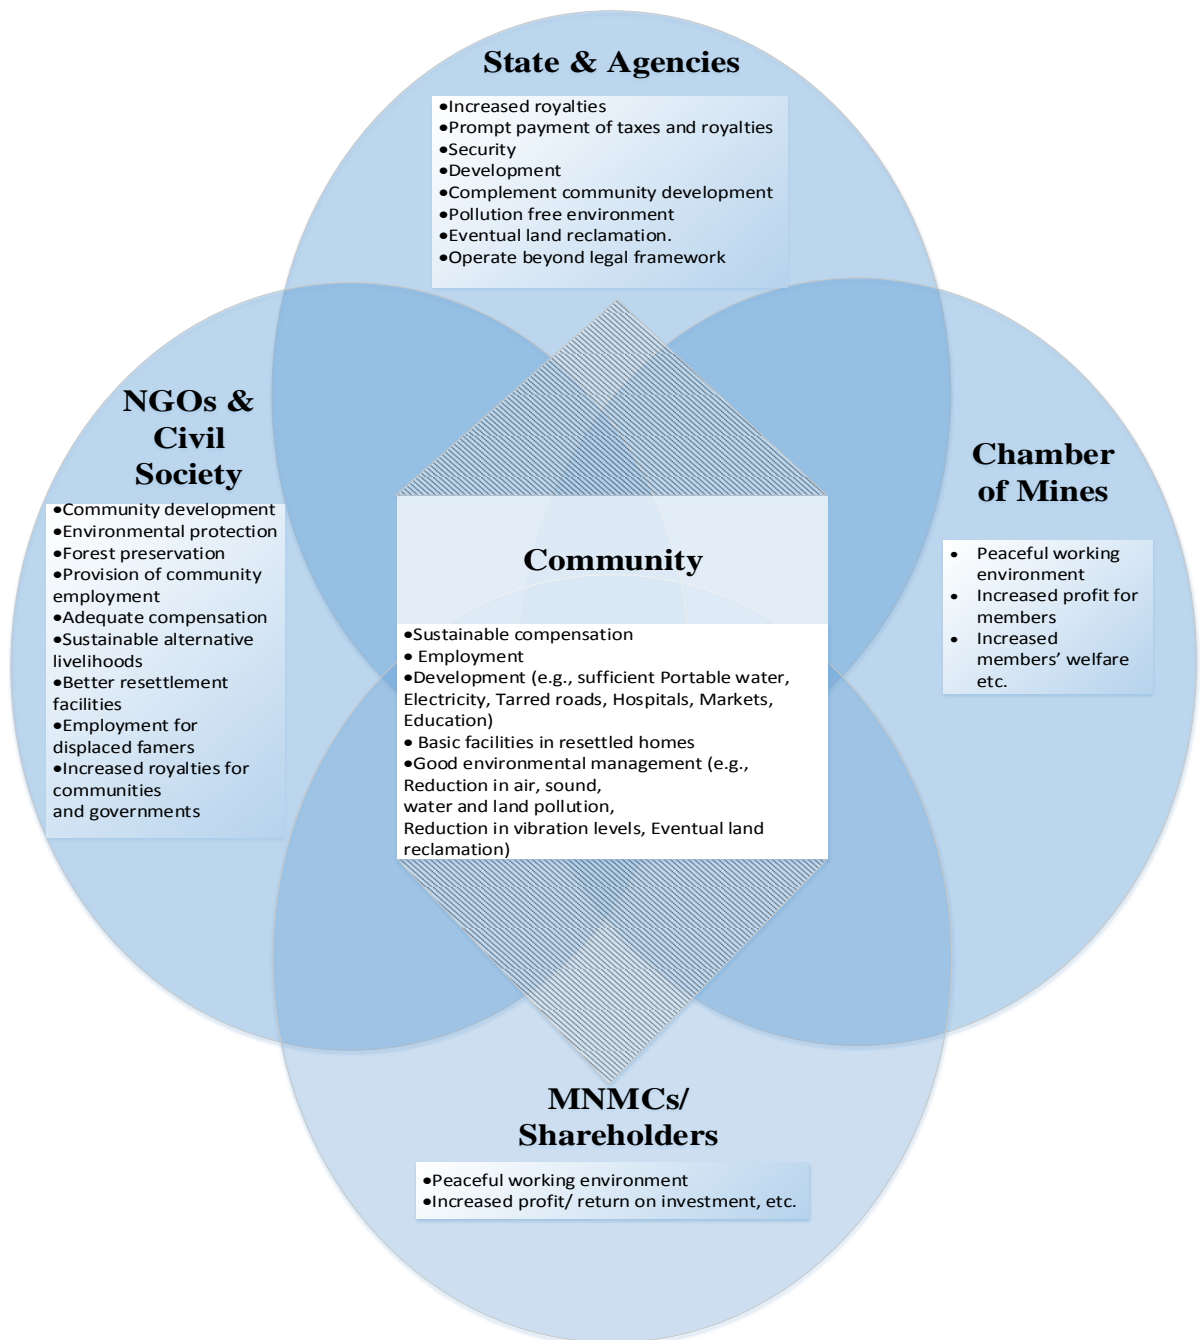 State & Agencies
•Increased royalties
•Prompt payment of taxes and royalties
•Security
•Development
•Complement community development
•Pollution free environment
•Eventual land reclamation.
•Operate beyond legal framework
NGOs &
Civil
Society
•Community development
•Environmental protection
•Forest preservation
•Provision of community
employment
•Adequate compensation
•Sustainable alternative
livelihoods
•Better resettlement
facilities
•Employment for
displaced famers
•Increased royalties for
communities
and governments
Community
•Sustainable compensation
• Employment
•Development (e.g., sufficient Portable water,
Electricity, Tarred roads, Hospitals, Markets,
Education)
• Basic facilities in resettled homes
•Good environmental management (e.g.,
Reduction in air, sound,
water and land pollution,
Reduction in vibration levels, Eventual land
reclamation)
Chamber
of Mines
• Peaceful working
environment
• Increased profit for
members
• Increased
members’ welfare
etc.
MNMCs/
Shareholders
•Peaceful working environment
•Increased profit/ return on investment, etc.